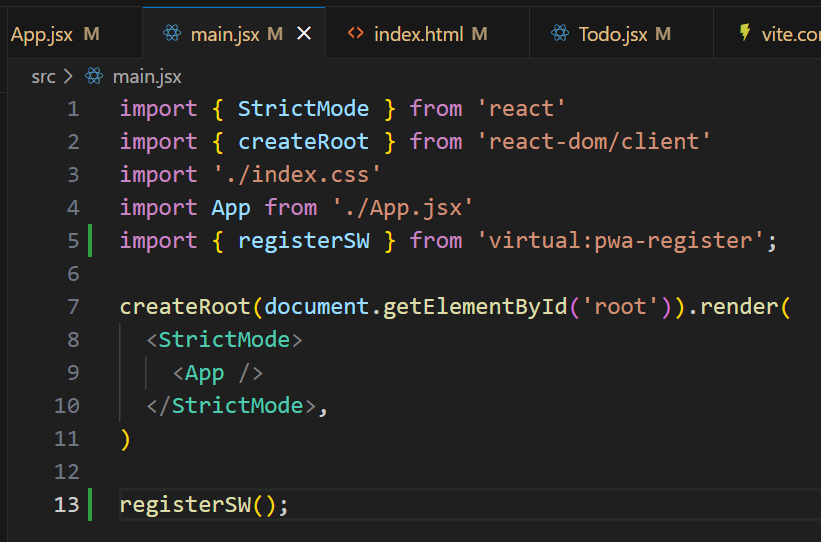 App.jsx M main.jsx M index.html M Todo.jsx M vite.co
src > main.jsx
1 import { StrictMode } from 'react'
2 import { createRoot } from 'react-dom/client'
3 import './index.css'
4 import App from './App.jsx'
5 import { registerSW } from 'virtual:pwa-register';
6
7 createRoot(document.getElementById('root')).render(
8 <StrictMode>
9 <App />
10 </StrictMode>,
11 )
12
13 registerSW();